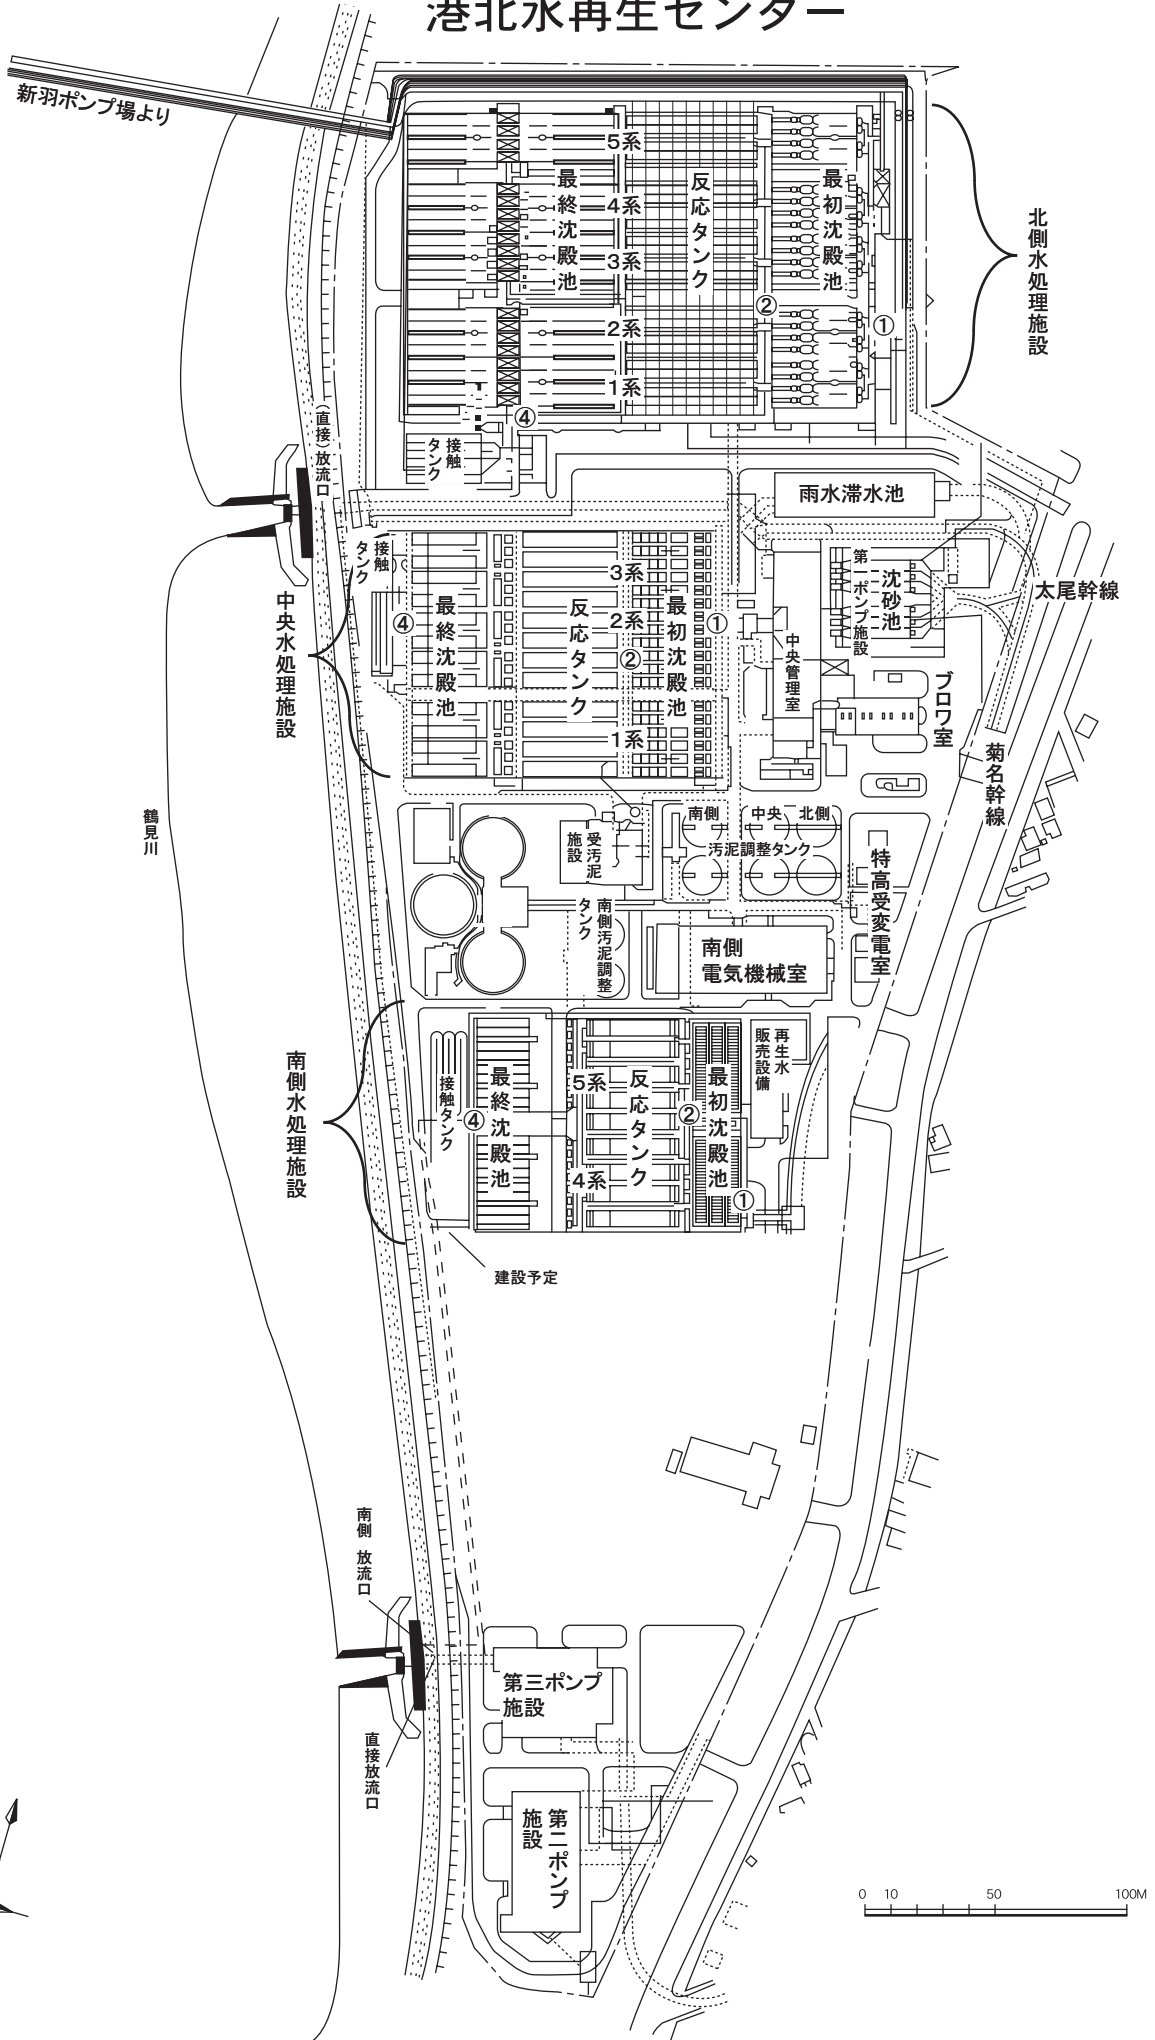 港北水再生センター
新羽ポンプ場より
5系
4系
3系
2系
1系
最終沈殿池
反応タンク
最初沈殿池
②
①
④
北側水処理施設
接触
タンク
(直接)放流口
雨水滞水池
接触
タンク
中央水処理施設
④
最終沈殿池
反応タンク
3系
2系
②
1系
最初沈殿池
①
中央管理室
第一ポンプ施設
沈砂池
太尾幹線
ブロワ室
菊名幹線
鶴見川
受汚泥
施設
南側
中央
北側
汚泥調整タンク
特高受変電室
南側汚泥調整
タンク
南側
電気機械室
南側水処理施設
接触タンク
④
最終沈殿池
5系
4系
反応タンク
②
最初沈殿池
①
再生水
販売設備
建設予定
南側 放流口
直接放流口
第三ポンプ
施設
第二ポンプ
施設
0 10 50 100M